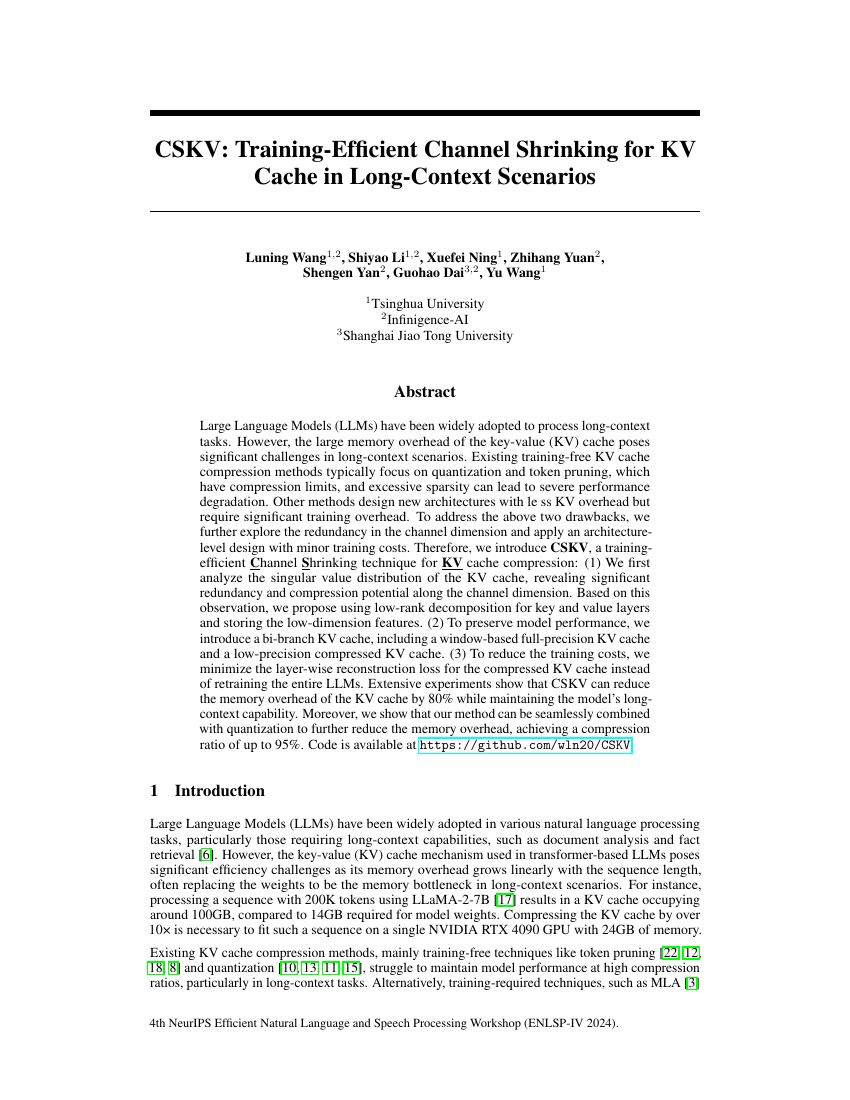 CSKV: Training-Efficient Channel Shrinking for KV
Cache in Long-Context Scenarios
Luning Wang1,2, Shiyao Li1,2, Xuefei Ning1, Zhihang Yuan2,
Shengen Yan2, Guohao Dai3,2, Yu Wang1
1Tsinghua University
2Infinigence-AI
3Shanghai Jiao Tong University
Abstract
Large Language Models (LLMs) have been widely adopted to process long-context
tasks. However, the large memory overhead of the key-value (KV) cache poses
significant challenges in long-context scenarios. Existing training-free KV cache
compression methods typically focus on quantization and token pruning, which
have compression limits, and excessive sparsity can lead to severe performance
degradation. Other methods design new architectures with le ss KV overhead but
require significant training overhead. To address the above two drawbacks, we
further explore the redundancy in the channel dimension and apply an architecture-
level design with minor training costs. Therefore, we introduce CSKV, a training-
efficient Channel Shrinking technique for KV cache compression: (1) We first
analyze the singular value distribution of the KV cache, revealing significant
redundancy and compression potential along the channel dimension. Based on this
observation, we propose using low-rank decomposition for key and value layers
and storing the low-dimension features. (2) To preserve model performance, we
introduce a bi-branch KV cache, including a window-based full-precision KV cache
and a low-precision compressed KV cache. (3) To reduce the training costs, we
minimize the layer-wise reconstruction loss for the compressed KV cache instead
of retraining the entire LLMs. Extensive experiments show that CSKV can reduce
the memory overhead of the KV cache by 80% while maintaining the model's long-
context capability. Moreover, we show that our method can be seamlessly combined
with quantization to further reduce the memory overhead, achieving a compression
ratio of up to 95%. Code is available at https://github.com/wln20/CSKV
1 Introduction
Large Language Models (LLMs) have been widely adopted in various natural language processing
tasks, particularly those requiring long-context capabilities, such as document analysis and fact
retrieval [6]. However, the key-value (KV) cache mechanism used in transformer-based LLMs poses
significant efficiency challenges as its memory overhead grows linearly with the sequence length,
often replacing the weights to be the memory bottleneck in long-context scenarios. For instance,
processing a sequence with 200K tokens using LLaMA-2-7B [17] results in a KV cache occupying
around 100GB, compared to 14GB required for model weights. Compressing the KV cache by over
10× is necessary to fit such a sequence on a single NVIDIA RTX 4090 GPU with 24GB of memory.
Existing KV cache compression methods, mainly training-free techniques like token pruning [22, 12,
18, 8] and quantization [10, 13, 11, 15], struggle to maintain model performance at high compression
ratios, particularly in long-context tasks. Alternatively, training-required techniques, such as MLA [3]
4th NeurIPS Efficient Natural Language and Speech Processing Workshop (ENLSP-IV 2024).